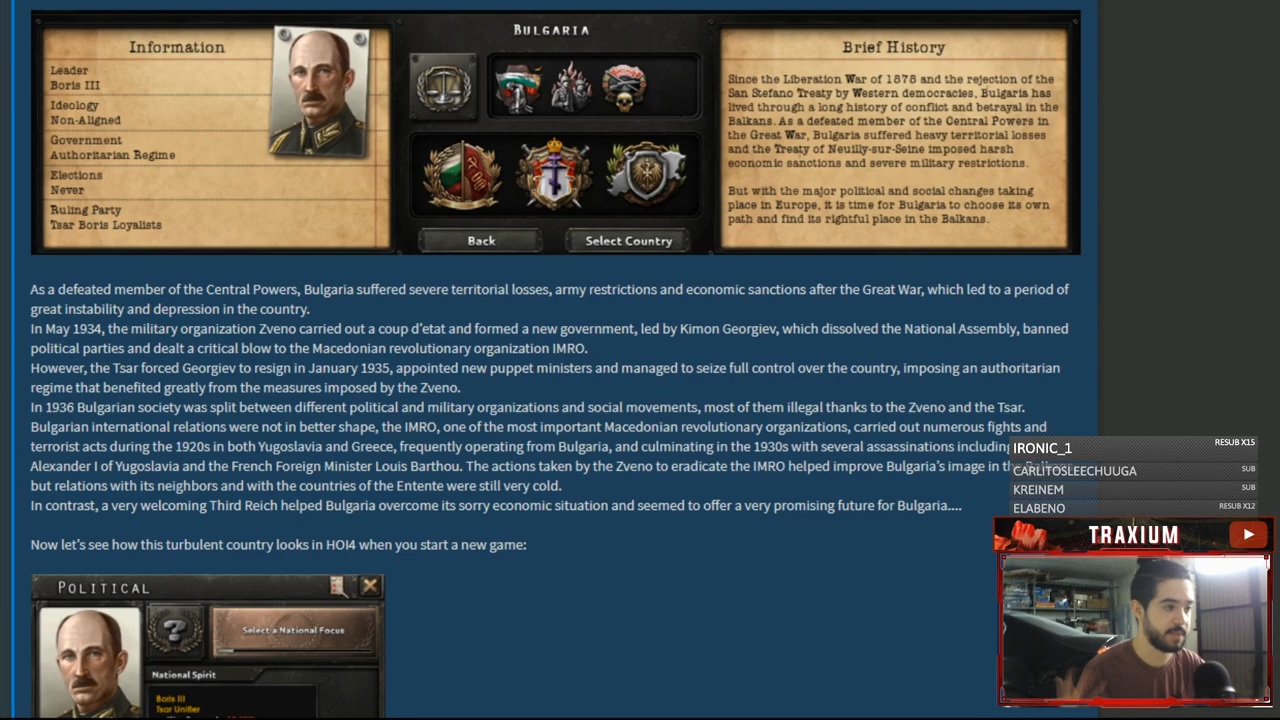 Information
Leader
Boris III
Ideology
Non-Aligned
Government
Authoritarian Regime
Elections
Never
Ruling Party
Tsar Boris Loyalists
BULGARIA
Back
Select Country
Brief History
Since the Liberation War of 1878 and the rejection of the
San Stefano Treaty by Western democracies, Bulgaria has
lived through a long history of conflict and betrayal in the
Balkans. As a defeated member of the Central Powers in
the Great War, Bulgaria suffered heavy territorial losses
and the Treaty of Neuilly-sur-Seine imposed harsh
economic sanctions and severe military restrictions.
But with the major political and social changes taking
place in Europe, it is time for Bulgaria to choose its own
path and find its rightful place in the Balkans.
As a defeated member of the Central Powers, Bulgaria suffered severe territorial losses, army restrictions and economic sanctions after the Great War, which led to a period of
great instability and depression in the country.
In May 1934, the military organization Zveno carried out a coup d'etat and formed a new government, led by Kimon Georgiev, which dissolved the National Assembly, banned
political parties and dealt a critical blow to the Macedonian revolutionary organization IMRO.
However, the Tsar forced Georgiev to resign in January 1935, appointed new puppet ministers and managed to seize full control over the country, imposing an authoritarian
regime that benefited greatly from the measures imposed by the Zveno.
In 1936 Bulgarian society was split between different political and military organizations and social movements, most of them illegal thanks to the Zveno and the Tsar.
Bulgarian international relations were not in better shape, the IMRO, one of the most important Macedonian revolutionary organizations, carried out numerous fights and
terrorist acts during the 1920s in both Yugoslavia and Greece, frequently operating from Bulgaria, and culminating in the 1930s with several assassinations including
Alexander I of Yugoslavia and the French Foreign Minister Louis Barthou. The actions taken by the Zveno to eradicate the IMRO helped improve Bulgaria's image in
but relations with its neighbors and with the countries of the Entente were still very cold.
In contrast, a very welcoming Third Reich helped Bulgaria overcome its sorry economic situation and seemed to offer a very promising future for Bulgaria....
Now let's see how this turbulent country looks in HOI4 when you start a new game:
POLITICAL
Select a National Focus
National Spirit
Boris III
Tsar Unifier
RESUB X15
IRONIC_1
CARLITOSLEECHUUGA SUB
KREINEM SUB
ELABENO RESUB X12
TRAXIUM